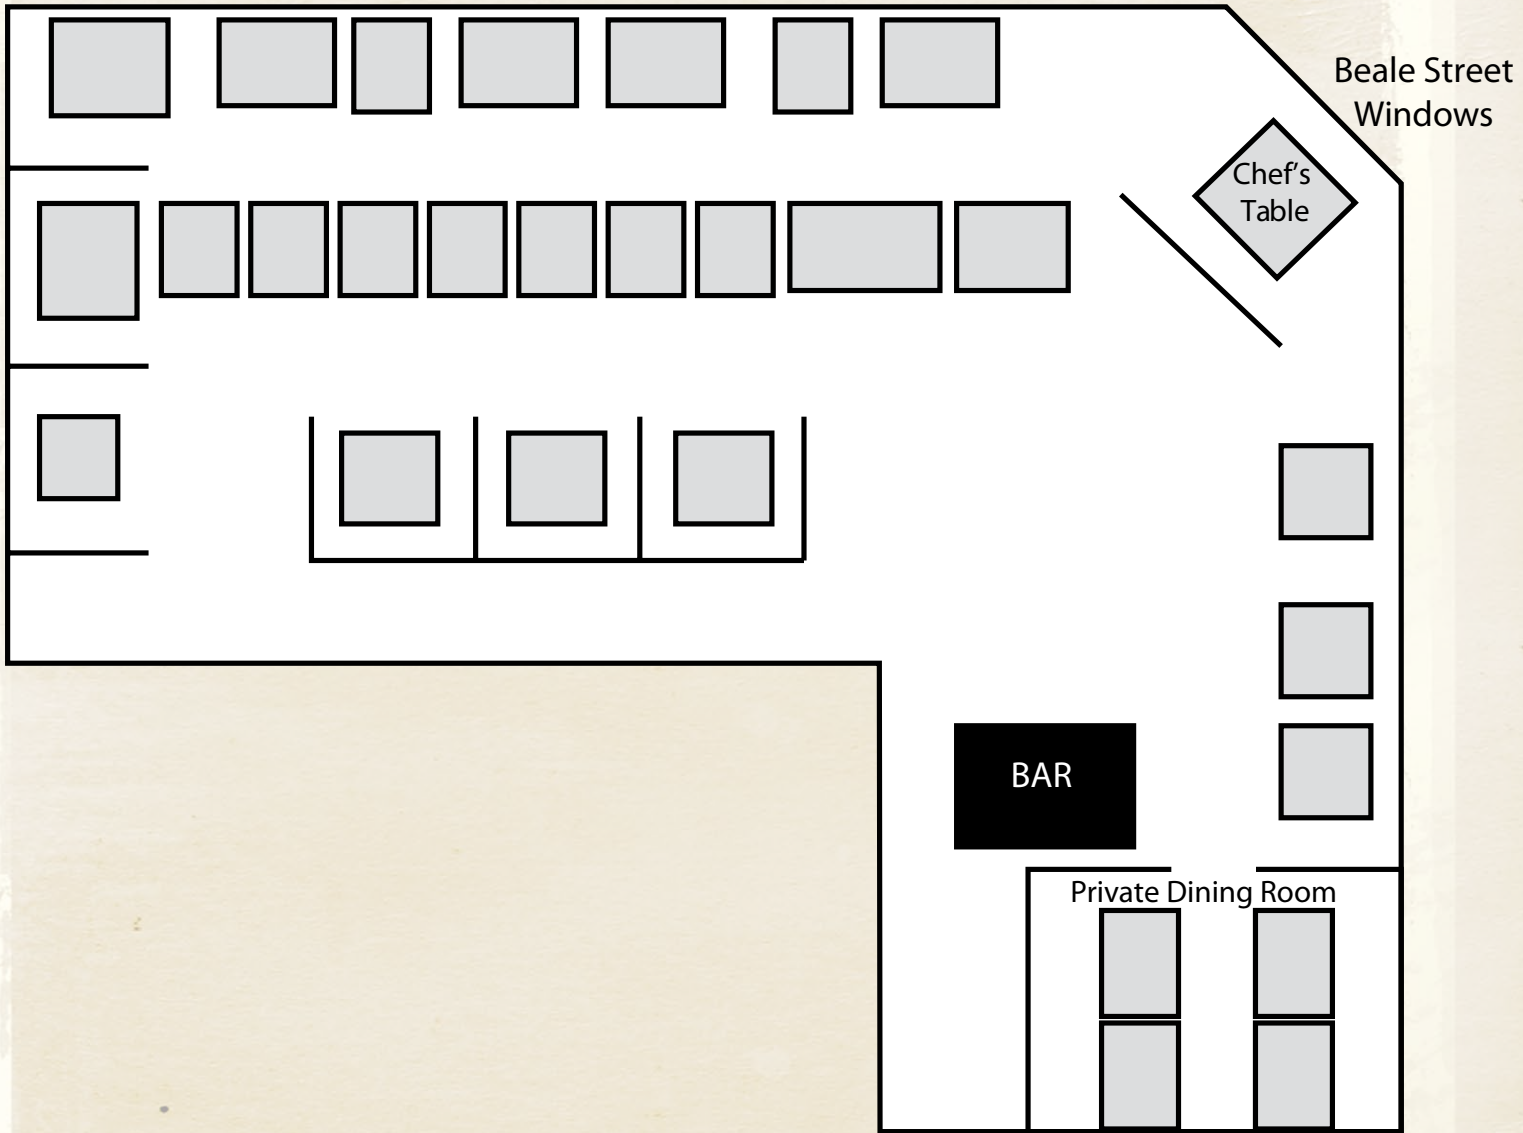 Beale Street
Windows
Chef's
Table
BAR
Private Dining Room